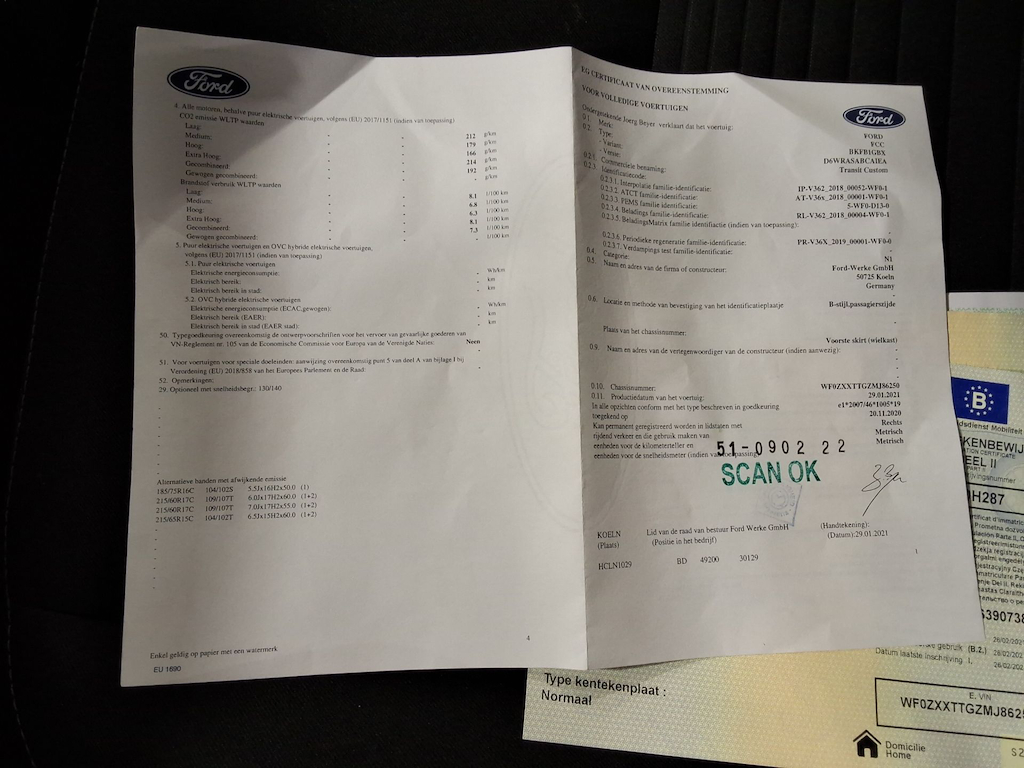 Ford
4. Alle motoren, behalve puur elektrische voertuigen, volgens (EU) 2017/1151 (indien van toepassing)
CO2 emissie WLTP waarden
Laag: - - 212 g/km
Medium: - - 179 g/km
Hoog: - - 166 g/km
Extra Hoog: - - 214 g/km
Gecombineerd: - - 192 g/km
Gewogen gecombineerd: - g/km
Brandstof verbruik WLTP waarden
Laag: - - 8.1 l/100 km
Medium: - - 6.8 l/100 km
Hoog: - - 6.3 l/100 km
Extra Hoog: - - 8.1 l/100 km
Gecombineerd: - - 7.3 l/100 km
Gewogen gecombineerd: - l/100 km
5. Puur elektrische voertuigen en OVC hybride elektrische voertuigen,
volgens (EU) 2017/1151 (indien van toepassing)
5.1. Puur elektrische voertuigen
Elektrische energieconsumptie: - Wh/km
Elektrisch bereik: - km
Elektrisch bereik in stad: - km
5.2. OVC hybride elektrische voertuigen
Elektrische energieconsumptie (ECAC,gewogen): - Wh/km
Elektrisch bereik (EAER): - km
Elektrisch bereik in stad (EAER stad): - km
50. Typegoedkeuring overeenkomstig de ontwerpvoorschriften voor het vervoer van gevaarlijke goederen van
VN-Reglement nr. 105 van de Economische Commissie voor Europa van de Verenigde Naties: Neen
51. Voor voertuigen voor speciale doeleinden: aanwijzing overeenkomstig punt 5 van deel A van bijlage I bij
Verordening (EU) 2018/858 van het Europees Parlement en de Raad:
52. Opmerkingen:
29. Optioneel met snelheidsbegr.: 130/140
Alternatieve banden met afwijkende emissie
185/75R16C 104/102S 5.5Jx16H2x50.0 (1)
215/60R17C 109/107T 6.0Jx17H2x60.0 (1+2)
215/60R17C 109/107T 7.0Jx17H2x55.0 (1+2)
215/65R15C 104/102T 6.5Jx15H2x60.0 (1+2)
4
Enkel geldig op papier met een watermerk
EU 1690
EG CERTIFICAAT VAN OVEREENSTEMMING
VOOR VOLLEDIGE VOERTUIGEN
Ford
Ondergetekende Joerg Beyer verklaart dat het voertuig:
0.1. Merk: FORD
0.2. Type: FCC
- Variant: BKFB1GBX
- Versie: D6WRASABCAIEA
0.2.1. Commerciele benaming: Transit Custom
0.2.3. Identificatiecode:
0.2.3.1. Interpolatie familie-identificatie: IP-V362_2018_00052-WF0-1
0.2.3.2. ATCT familie-identificatie: AT-V36x_2018_00001-WF0-1
0.2.3.3. PEMS familie identificatie: 5-WF0-D13-0
0.2.3.4. Beladings familie-identificatie: RL-V362_2018_00004-WF0-1
0.2.3.5. BeladingsMatrix familie identificatie (indien van toepassing): -
0.2.3.6. Periodieke regeneratie familie-identificatie: PR-V36X_2019_00001-WF0-0
0.2.3.7. Verdampings test familie-identificatie: -
0.4. Categorie: N1
0.5. Naam en adres van de firma of constructeur: Ford-Werke GmbH
50725 Koeln
Germany
0.6. Locatie en methode van bevestiging van het identificatieplaatje B-stijl,passagierszijde
Plaats van het chassisnummer: Voorste skirt (wielkast)
0.9. Naam en adres van de vertegenwoordiger van de constructeur (indien aanwezig):
0.10. Chassisnummer: WF0ZXXTTGZMJ86250
0.11. Productiedatum van het voertuig: 29.01.2021
In alle opzichten conform met het type beschreven in goedkeuring e1*2007/46*1005*19
toegekend op 20.11.2020
Kan permanent geregistreerd worden in lidstaten met Rechts
rijdend verkeer en die gebruik maken van Metrisch
eenheden voor de kilometerteller en Metrisch
eenheden voor de snelheidsmeter (indien van toepassing)
51-0902 22 2
SCAN OK
KOELN Lid van de raad van bestuur Ford Werke GmbH (Handtekening):
(Plaats) (Positie in het bedrijf) (Datum):29.01.2021
HCLN1029 BD 49200 30129
1
B
KENBEWIJ
EEL II
H287
Type kentekenplaat :
Normaal
gebruik (B.2.)
Datum laatste inschrijving I.
E. VIN
WF0ZXXTTGZMJ8625
Domicilie
Home